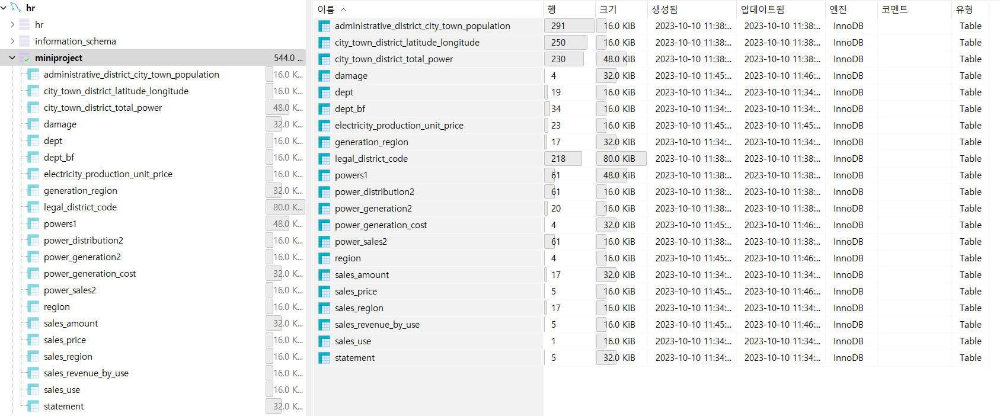 hr
hr
information_schema
miniproject 544.0 ...
administrative_district_city_town_population 16.0 K...
city_town_district_latitude_longitude 16.0 K...
city_town_district_total_power 48.0 K...
damage 32.0 K...
dept 16.0 K...
dept_bf 16.0 K...
electricity_production_unit_price 16.0 K...
generation_region 32.0 K...
legal_district_code 80.0 K...
powers1 48.0 K...
power_distribution2 16.0 K...
power_generation2 16.0 K...
power_generation_cost 32.0 K...
power_sales2 16.0 K...
region 16.0 K...
sales_amount 32.0 K...
sales_price 16.0 K...
sales_region 16.0 K...
sales_revenue_by_use 16.0 K...
sales_use 16.0 K...
statement 32.0 K...
이름 행 크기 생성됨 업데이트됨 엔진 코멘트 유형
administrative_district_city_town_population 291 16.0 KiB 2023-10-10 11:38:... 2023-10-10 11:38:... InnoDB Table
city_town_district_latitude_longitude 250 16.0 KiB 2023-10-10 11:38:... 2023-10-10 11:38:... InnoDB Table
city_town_district_total_power 230 48.0 KiB 2023-10-10 11:38:... 2023-10-10 11:38:... InnoDB Table
damage 4 32.0 KiB 2023-10-10 11:45:... 2023-10-10 11:46:... InnoDB Table
dept 19 16.0 KiB 2023-10-10 11:34:... 2023-10-10 11:34:... InnoDB Table
dept_bf 34 16.0 KiB 2023-10-10 11:34:... 2023-10-10 11:34:... InnoDB Table
electricity_production_unit_price 23 16.0 KiB 2023-10-10 11:45:... 2023-10-10 11:45:... InnoDB Table
generation_region 17 32.0 KiB 2023-10-10 11:34:... 2023-10-10 11:34:... InnoDB Table
legal_district_code 218 80.0 KiB 2023-10-10 11:38:... 2023-10-10 11:38:... InnoDB Table
powers1 61 48.0 KiB 2023-10-10 11:38:... 2023-10-10 11:38:... InnoDB Table
power_distribution2 61 16.0 KiB 2023-10-10 11:38:... 2023-10-10 11:38:... InnoDB Table
power_generation2 20 16.0 KiB 2023-10-10 11:38:... 2023-10-10 11:38:... InnoDB Table
power_generation_cost 4 32.0 KiB 2023-10-10 11:45:... 2023-10-10 11:46:... InnoDB Table
power_sales2 61 16.0 KiB 2023-10-10 11:38:... 2023-10-10 11:38:... InnoDB Table
region 4 16.0 KiB 2023-10-10 11:45:... 2023-10-10 11:46:... InnoDB Table
sales_amount 17 32.0 KiB 2023-10-10 11:34:... 2023-10-10 11:34:... InnoDB Table
sales_price 5 16.0 KiB 2023-10-10 11:45:... 2023-10-10 11:46:... InnoDB Table
sales_region 17 16.0 KiB 2023-10-10 11:34:... 2023-10-10 11:34:... InnoDB Table
sales_revenue_by_use 5 16.0 KiB 2023-10-10 11:45:... 2023-10-10 11:46:... InnoDB Table
sales_use 1 16.0 KiB 2023-10-10 11:34:... 2023-10-10 11:34:... InnoDB Table
statement 5 32.0 KiB 2023-10-10 11:34:... 2023-10-10 11:34:... InnoDB Table